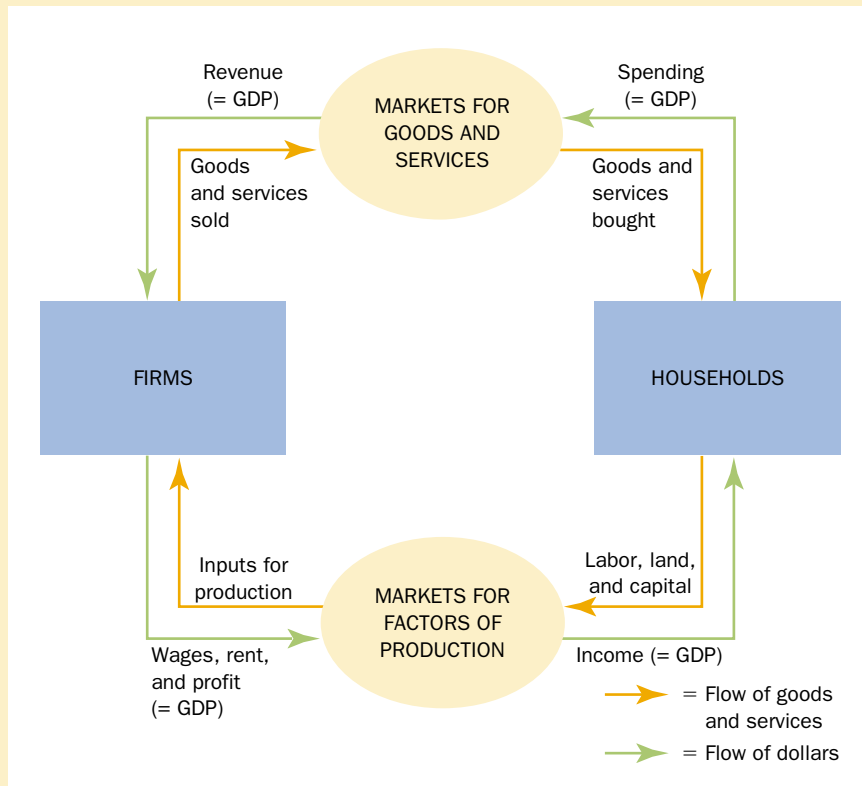 Revenue
(= GDP)
Spending
(= GDP)
MARKETS FOR
GOODS AND
SERVICES
Goods
and services
sold
Goods and
services
bought
FIRMS
HOUSEHOLDS
Inputs for
production
Labor, land,
and capital
MARKETS FOR
FACTORS OF
PRODUCTION
Wages, rent,
and profit
(= GDP)
Income (= GDP)
= Flow of goods
and services
= Flow of dollars